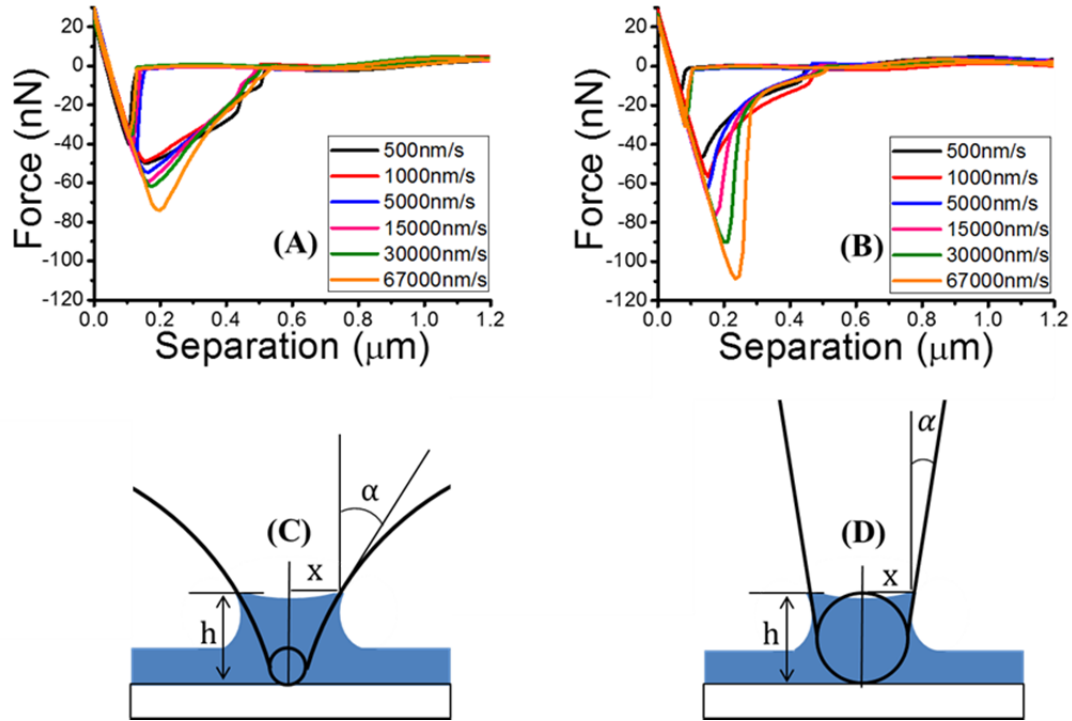 20
0
-20
-40
-60
-80
-100
-120
Force (nN)
(A)
500nm/s
1000nm/s
5000nm/s
15000nm/s
30000nm/s
67000nm/s
0.0 0.2 0.4 0.6 0.8 1.0 1.2
Separation (μm)
20
0
-20
-40
-60
-80
-100
-120
Force (nN)
(B)
500nm/s
1000nm/s
5000nm/s
15000nm/s
30000nm/s
67000nm/s
0.0 0.2 0.4 0.6 0.8 1.0 1.2
Separation (μm)
α
(C)
x
h
α
(D)
x
h